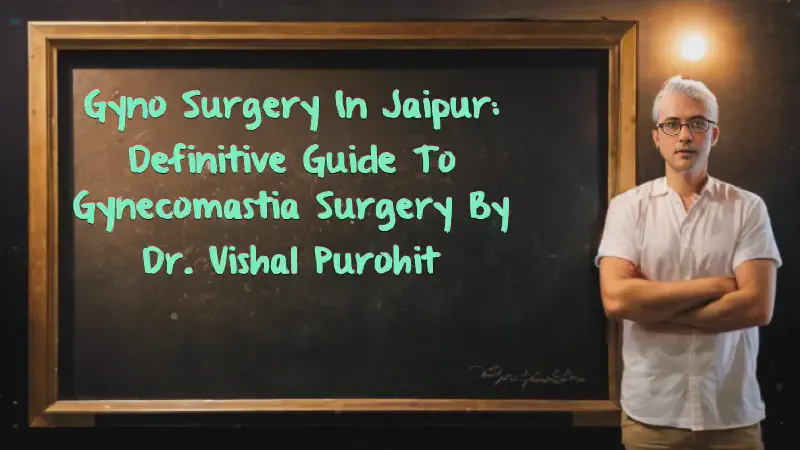 Gyno Surgery In Jaipur:
Definitive Guide To
Gynecomastia Surgery By
Dr. Vishal Purohit